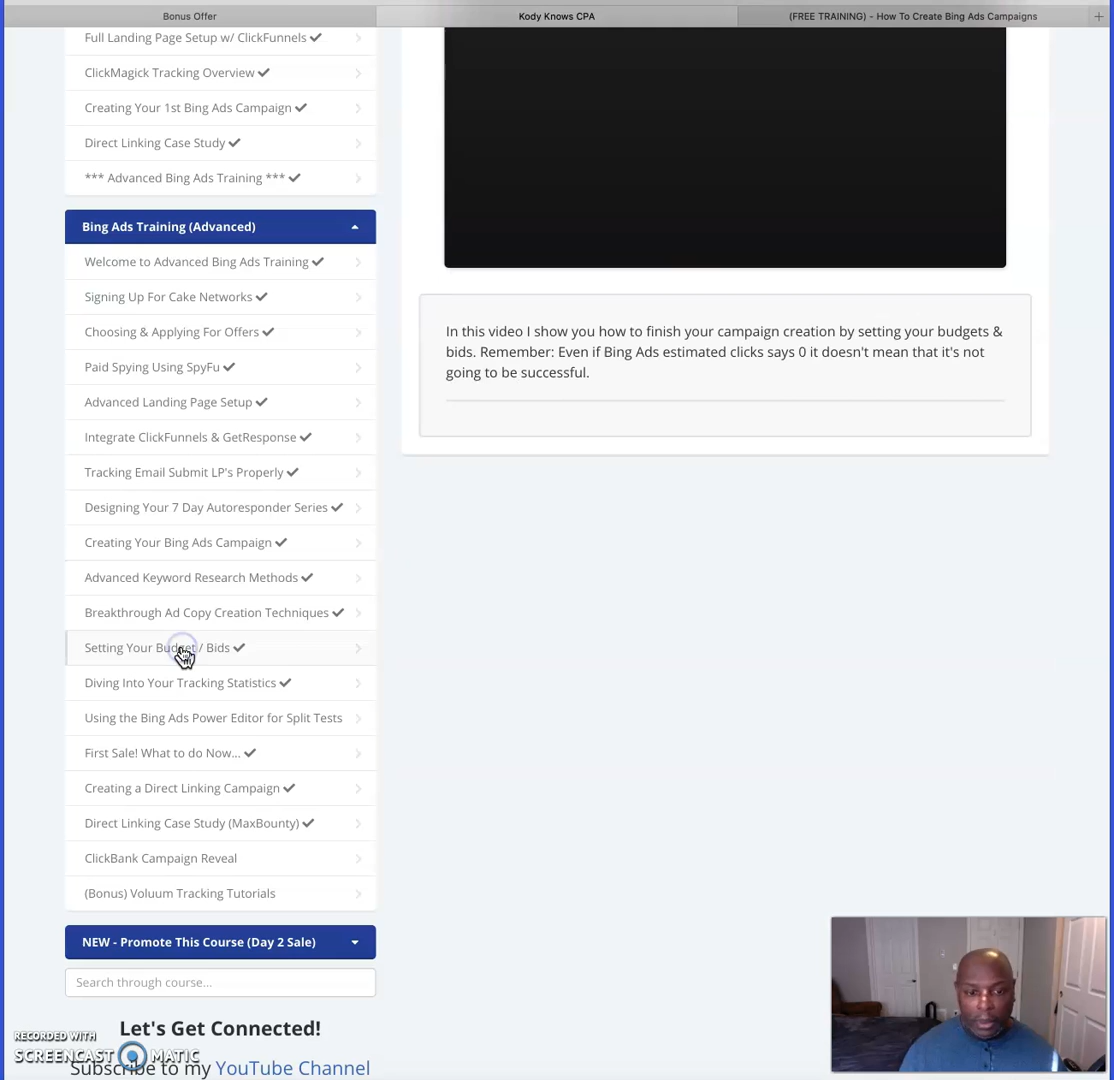 Bonus Offer
Kody Knows CPA
(FREE TRAINING) - How To Create Bing Ads Campaigns
Full Landing Page Setup w/ ClickFunnels
ClickMagick Tracking Overview
Creating Your 1st Bing Ads Campaign
Direct Linking Case Study
*** Advanced Bing Ads Training ***
Bing Ads Training (Advanced)
Welcome to Advanced Bing Ads Training
Signing Up For Cake Networks
Choosing & Applying For Offers
Paid Spying Using SpyFu
Advanced Landing Page Setup
Integrate ClickFunnels & GetResponse
Tracking Email Submit LP's Properly
Designing Your 7 Day Autoresponder Series
Creating Your Bing Ads Campaign
Advanced Keyword Research Methods
Breakthrough Ad Copy Creation Techniques
Setting Your Budget / Bids
Diving Into Your Tracking Statistics
Using the Bing Ads Power Editor for Split Tests
First Sale! What to do Now...
Creating a Direct Linking Campaign
Direct Linking Case Study (MaxBounty)
ClickBank Campaign Reveal
(Bonus) Voluum Tracking Tutorials
NEW - Promote This Course (Day 2 Sale)
Search through course...
Let's Get Connected!
Subscribe to my YouTube Channel
In this video I show you how to finish your campaign creation by setting your budgets &
bids. Remember: Even if Bing Ads estimated clicks says 0 it doesn't mean that it's not
going to be successful.
RECORDED WITH
SCREENCAST MATIC